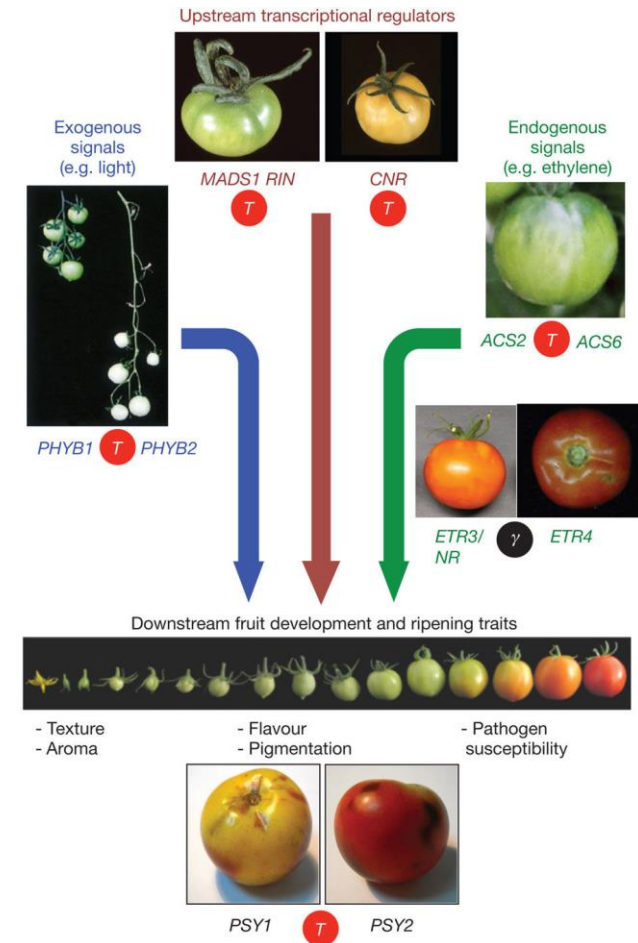 Upstream transcriptional regulators
Exogenous
signals
(e.g. light)
Endogenous
signals
(e.g. ethylene)
MADS1 RIN
CNR
T
T
ACS2 T ACS6
PHYB1 T PHYB2
ETR3/
NR
γ
ETR4
Downstream fruit development and ripening traits
- Texture
- Aroma
- Flavour
- Pigmentation
- Pathogen
susceptibility
PSY1 T PSY2